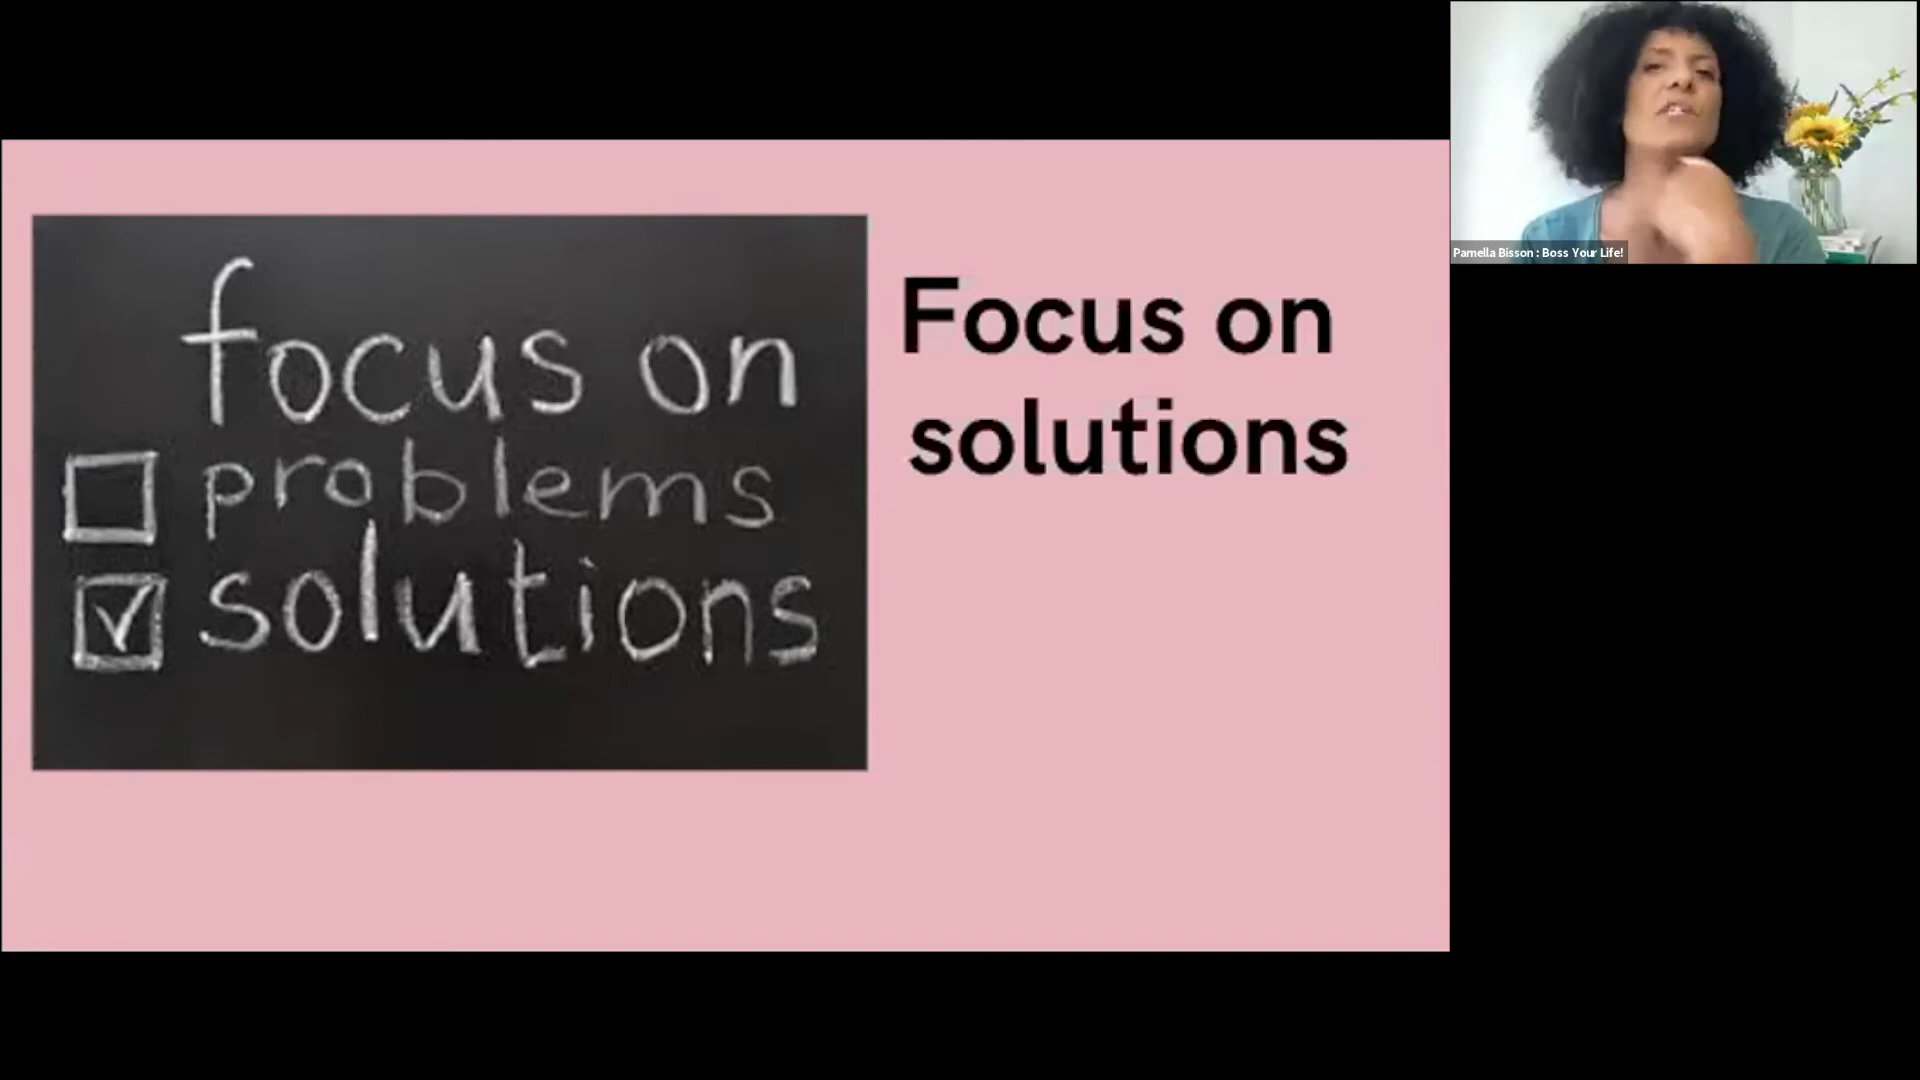 focus on
problems
solutions
Focus on
solutions
Pamella Bisson : Boss Your Life!